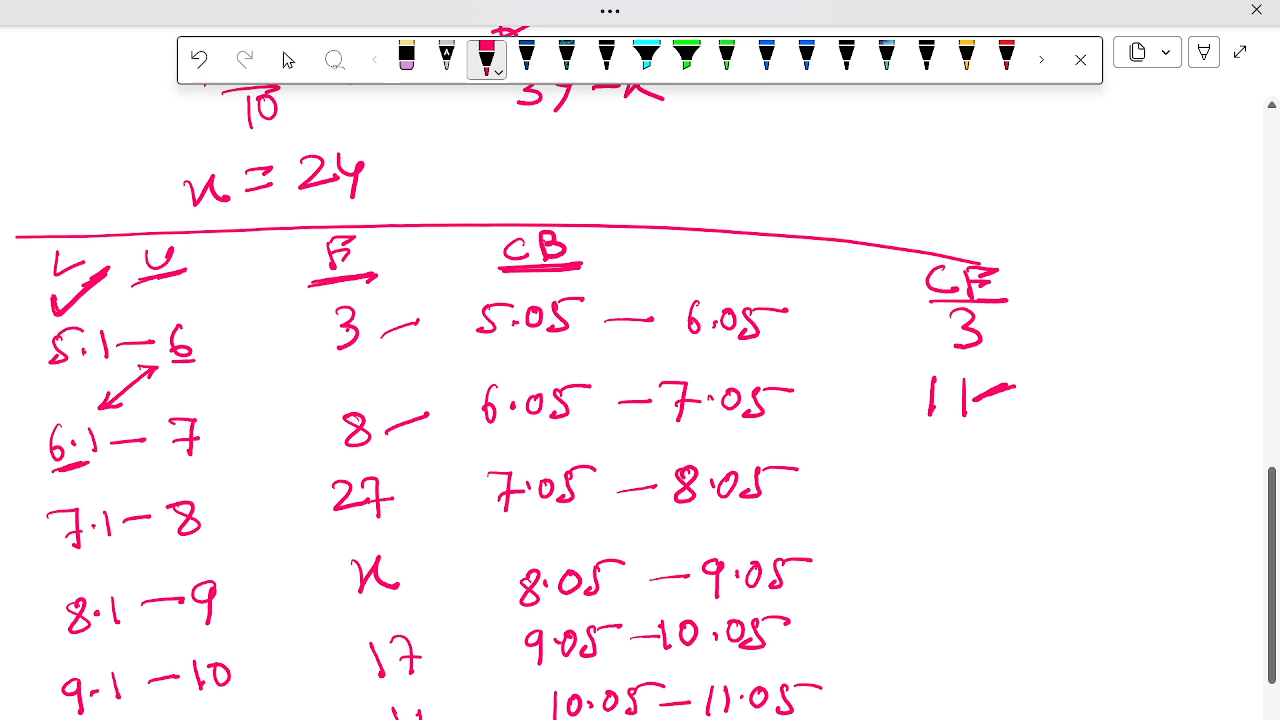 10
x = 24
L U F CB CF
5.1 — 6 3 — 5.05 — 6.05 3
6.1 — 7 8 — 6.05 — 7.05 11
7.1 — 8 27 7.05 — 8.05
8.1 — 9 x 8.05 — 9.05
9.1 — 10 17 9.05 — 10.05
10.05 — 11.05